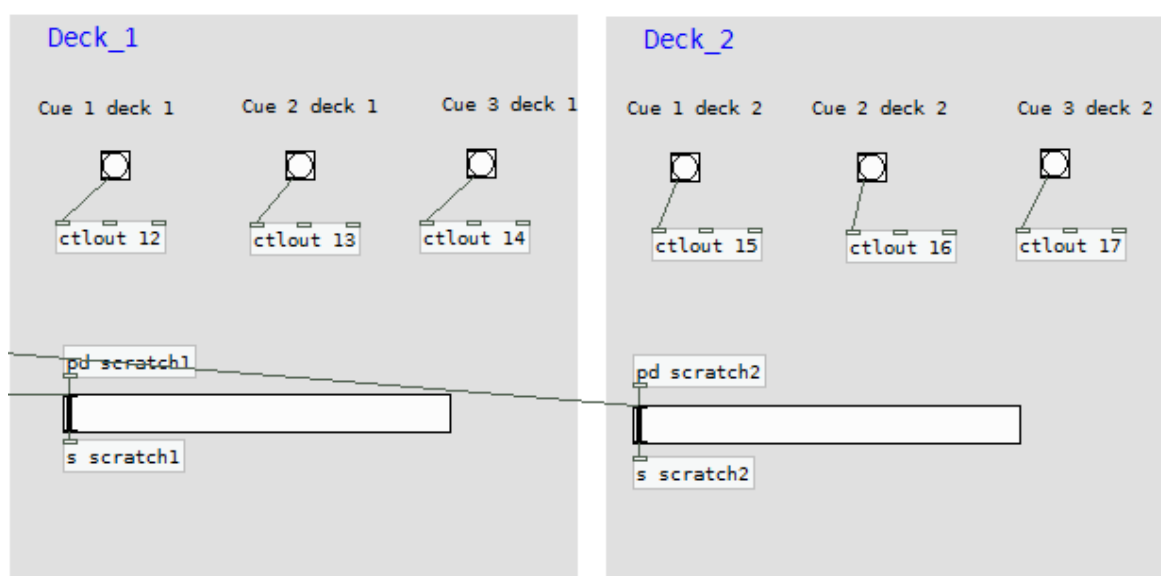 Deck_1
Cue 1 deck 1
Cue 2 deck 1
Cue 3 deck 1
ctlout 12
ctlout 13
ctlout 14
pd scratch1
s scratch1
Deck_2
Cue 1 deck 2
Cue 2 deck 2
Cue 3 deck 2
ctlout 15
ctlout 16
ctlout 17
pd scratch2
s scratch2